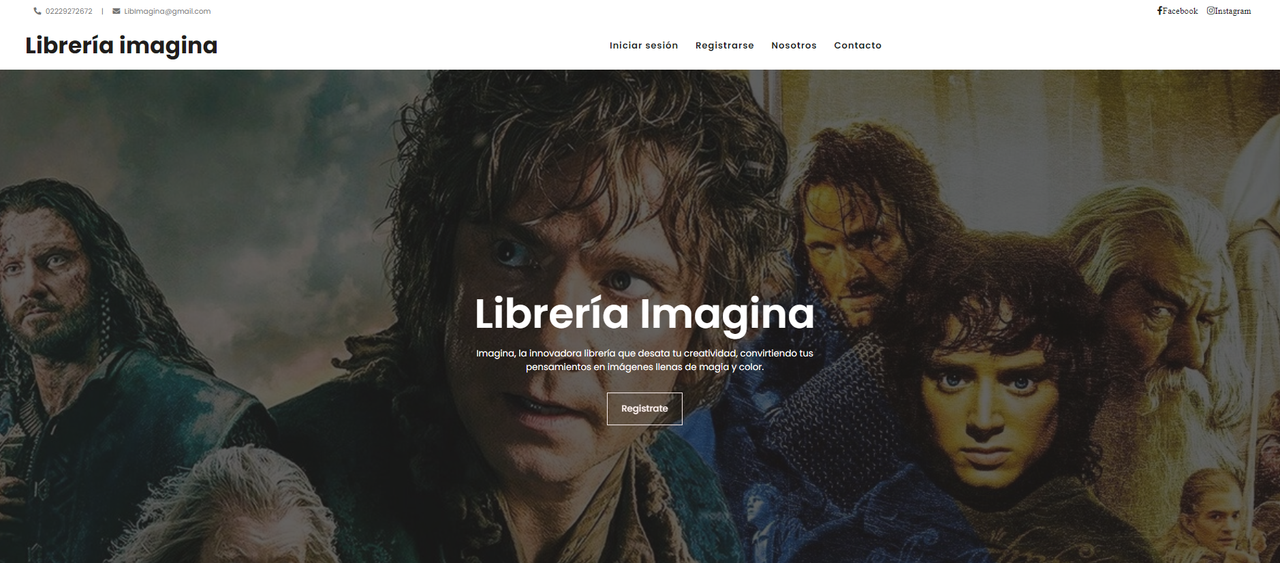 02229272672 | Libimagina@gmail.com
Facebook Instagram
Librería imagina
Iniciar sesión Registrarse Nosotros Contacto
Librería Imagina
Imagina, la innovadora librería que desata tu creatividad, convirtiendo tus
pensamientos en imágenes llenas de magia y color.
Registrate